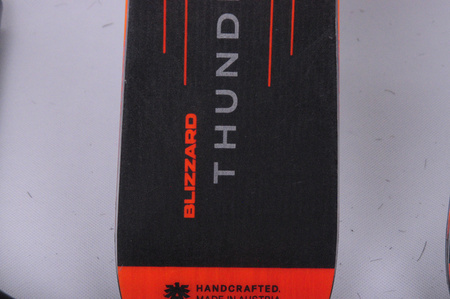 BLIZZARD
THUND
HANDCRAFTED.
MADE IN AUSTRIA